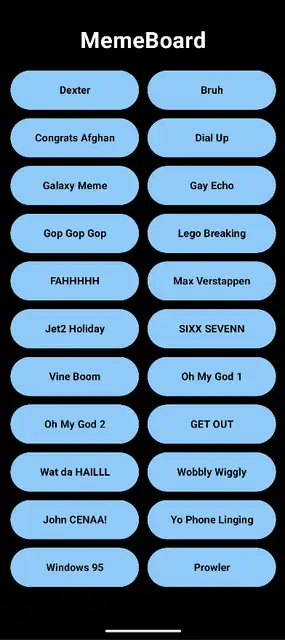 MemeBoard
Dexter
Bruh
Congrats Afghan
Dial Up
Galaxy Meme
Gay Echo
Gop Gop Gop
Lego Breaking
FAHHHHH
Max Verstappen
Jet2 Holiday
SIXX SEVENN
Vine Boom
Oh My God 1
Oh My God 2
GET OUT
Wat da HAILLL
Wobbly Wiggly
John CENAA!
Yo Phone Linging
Windows 95
Prowler